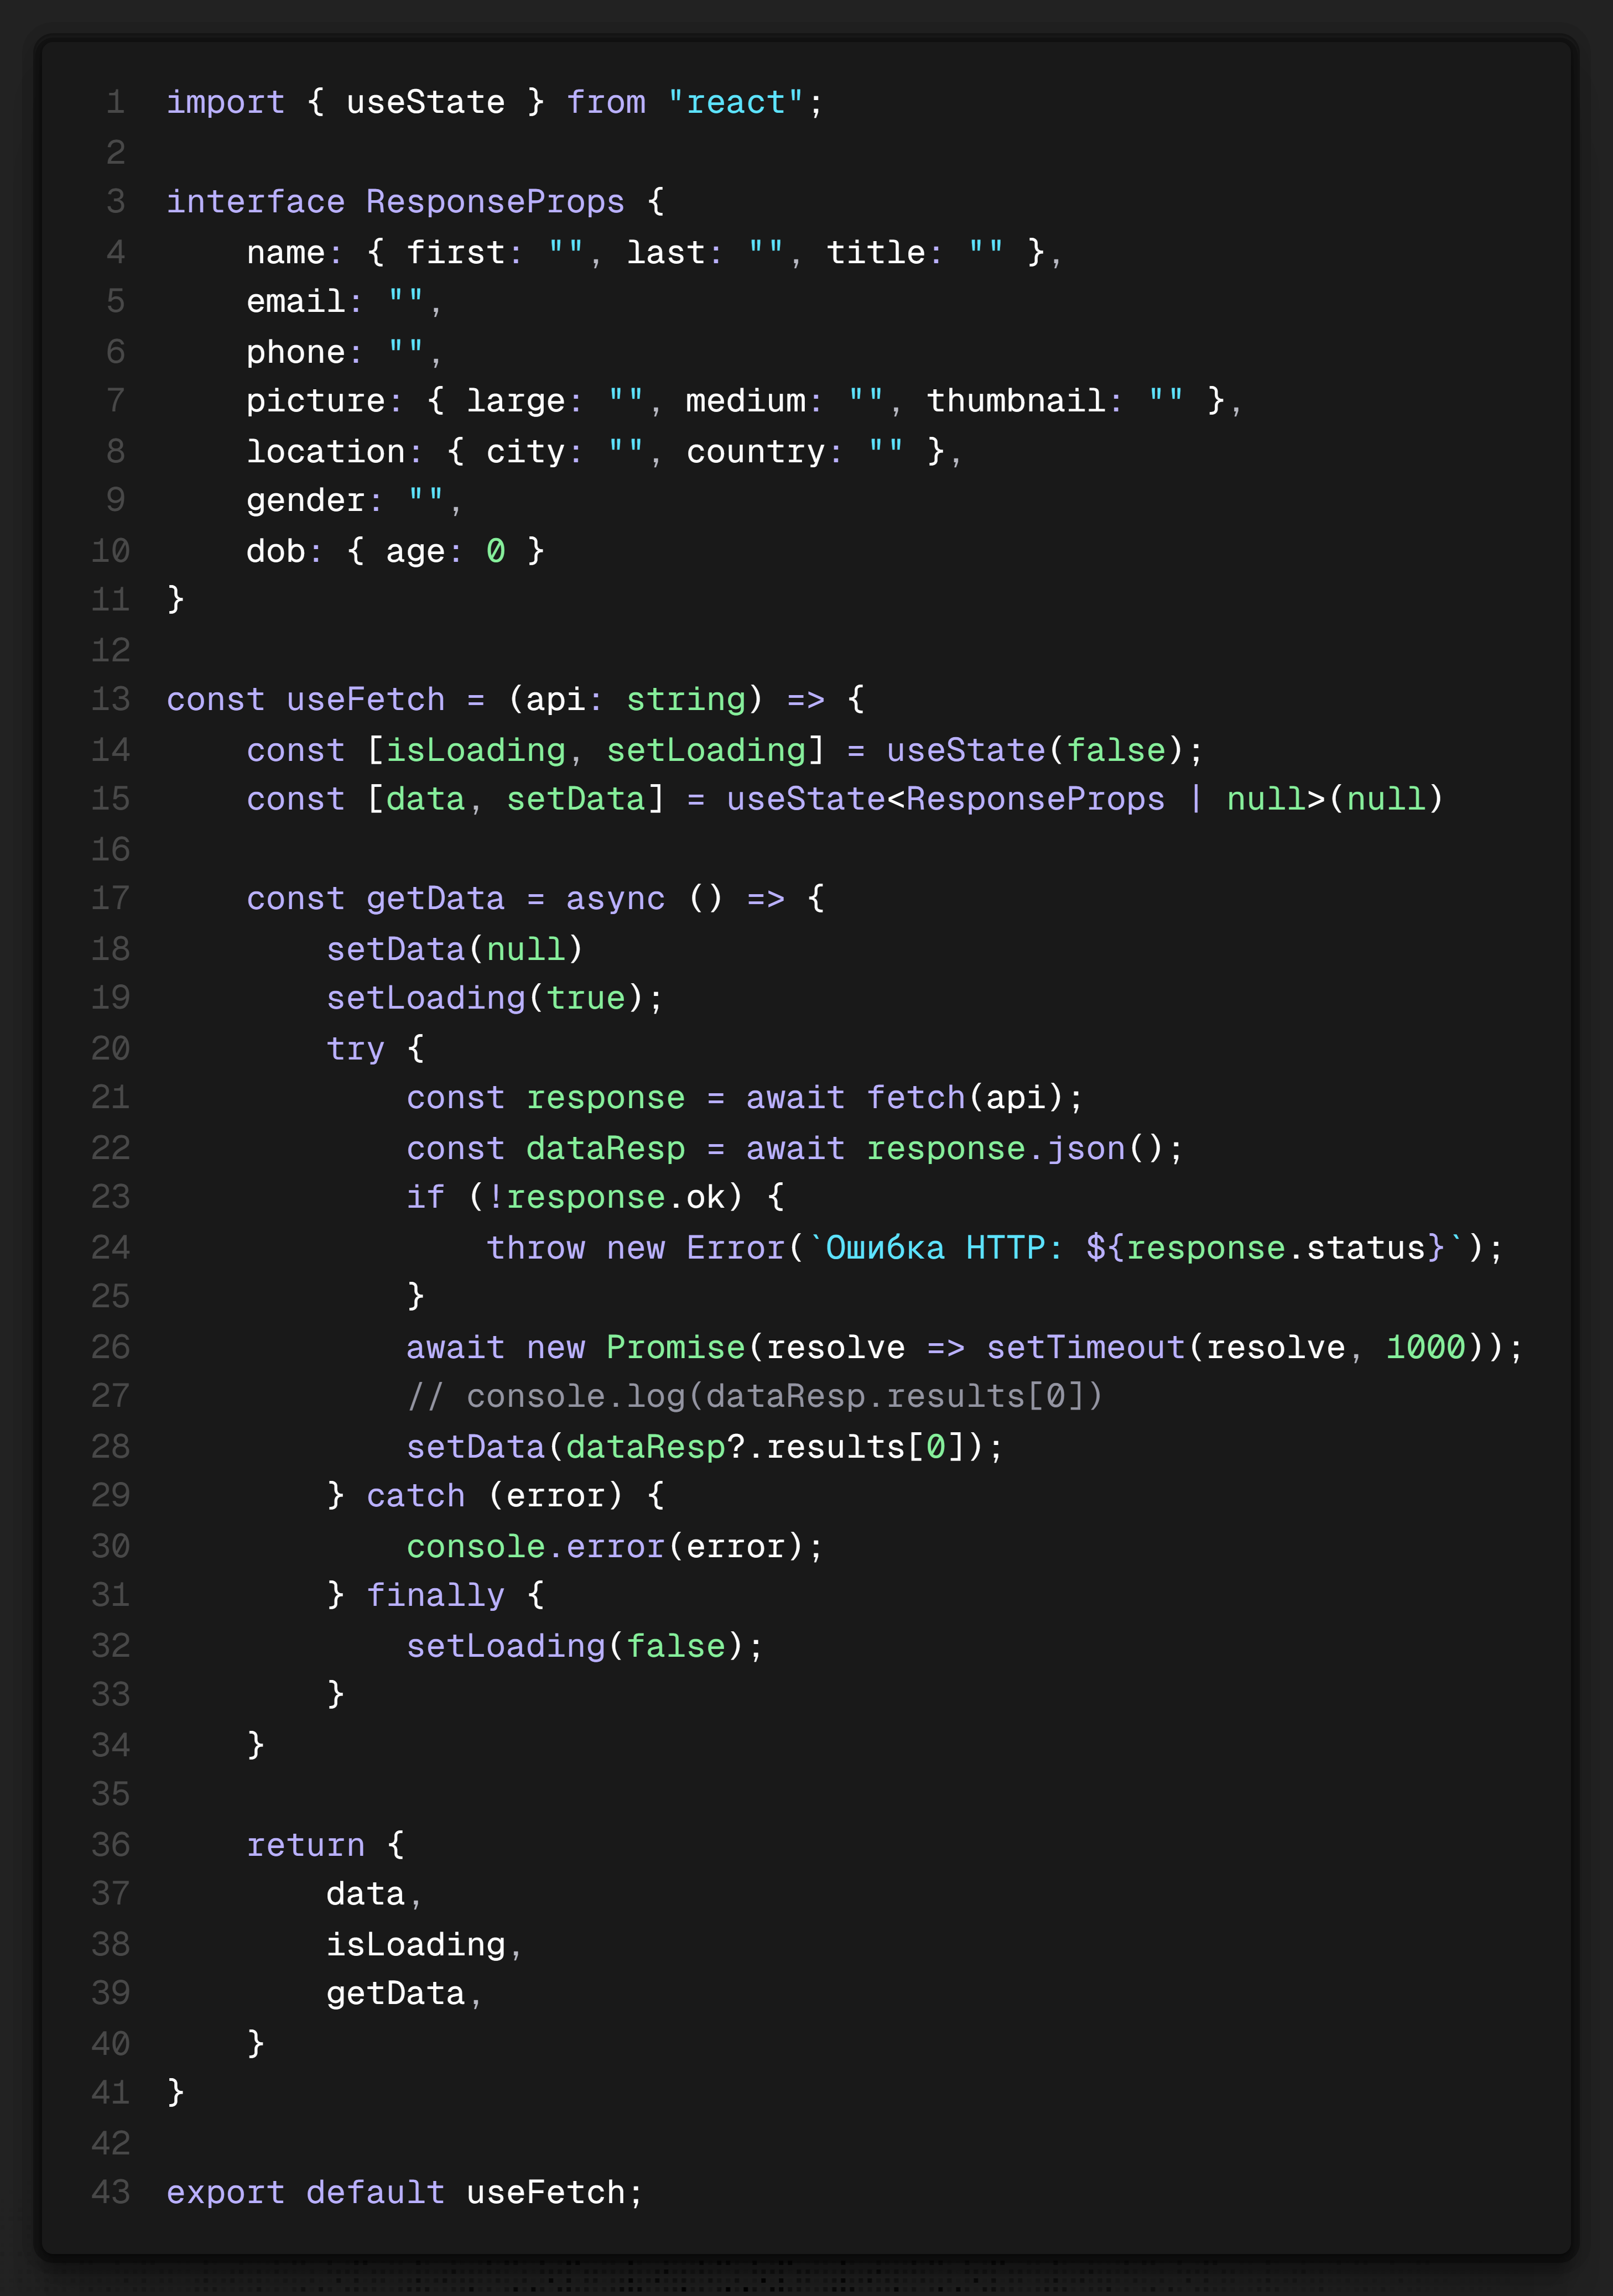 1 import { useState } from "react";
2
3 interface ResponseProps {
4     name: { first: "", last: "", title: "" },
5     email: "",
6     phone: "",
7     picture: { large: "", medium: "", thumbnail: "" },
8     location: { city: "", country: "" },
9     gender: "",
10     dob: { age: 0 }
11 }
12
13 const useFetch = (api: string) => {
14     const [isLoading, setLoading] = useState(false);
15     const [data, setData] = useState<ResponseProps | null>(null)
16
17     const getData = async () => {
18         setData(null)
19         setLoading(true);
20         try {
21             const response = await fetch(api);
22             const dataResp = await response.json();
23             if (!response.ok) {
24                 throw new Error(`Ошибка HTTP: ${response.status}`);
25             }
26             await new Promise(resolve => setTimeout(resolve, 1000));
27             // console.log(dataResp.results[0])
28             setData(dataResp?.results[0]);
29         } catch (error) {
30             console.error(error);
31         } finally {
32             setLoading(false);
33         }
34     }
35
36     return {
37         data,
38         isLoading,
39         getData,
40     }
41 }
42
43 export default useFetch;